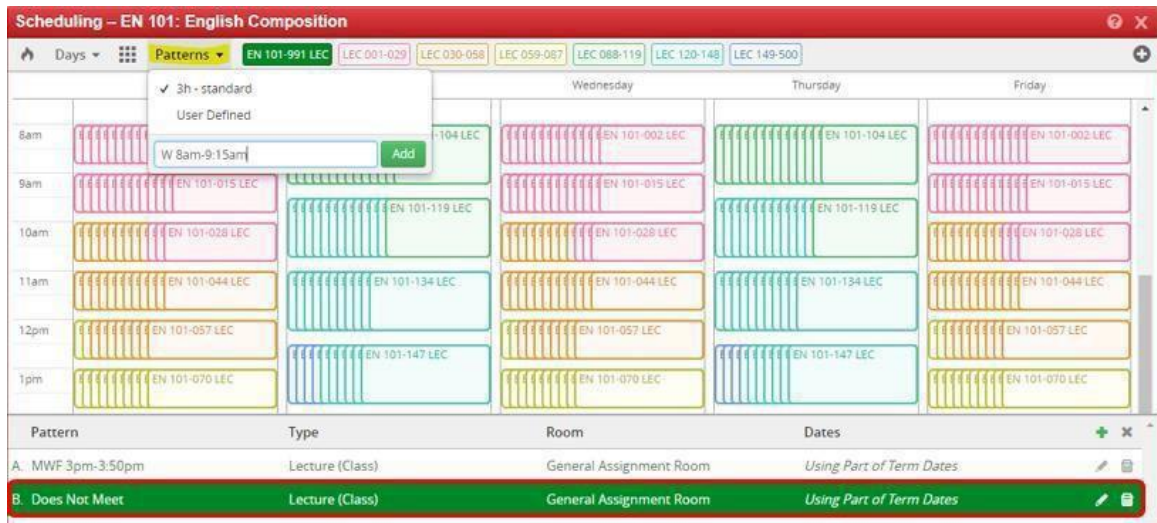 Scheduling – EN 101: English Composition
Days Patterns EN 101-991 LEC LEC 001-029 LEC 030-058 LEC 059-087 LEC 088-119 LEC 120-148 LEC 149-500
Wednesday Thursday Friday
✓ 3h - standard
User Defined
W 8am-9:15am Add
8am -104 LEC EN 101-002 LEC EN 101-104 LEC EN 101-002 LEC
9am EN 101-015 LEC EN 101-015 LEC EN 101-015 LEC
EN 101-119 LEC EN 101-119 LEC
10am EN 101-028 LEC EN 101-028 LEC EN 101-028 LEC
11am EN 101-044 LEC EN 101-134 LEC EN 101-044 LEC EN 101-134 LEC EN 101-044 LEC
12pm EN 101-057 LEC EN 101-057 LEC EN 101-057 LEC
EN 101-147 LEC EN 101-147 LEC
1pm EN 101-070 LEC EN 101-070 LEC EN 101-070 LEC
Pattern Type Room Dates
A. MWF 3pm-3:50pm Lecture (Class) General Assignment Room Using Part of Term Dates
B. Does Not Meet Lecture (Class) General Assignment Room Using Part of Term Dates